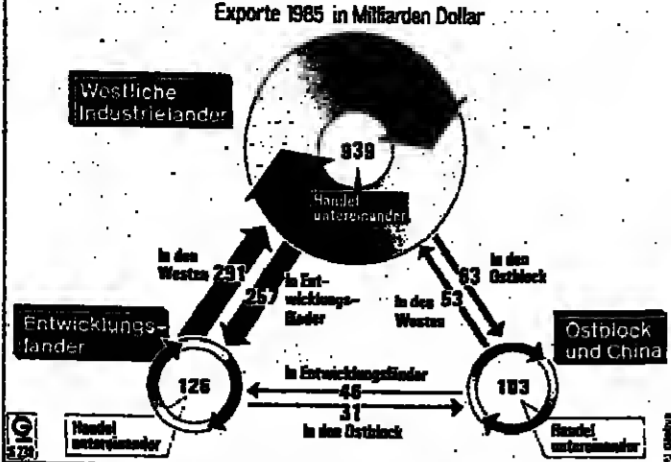 Exporte 1985 in Milliarden Dollar
Westliche
Industrieländer
939
Handel
untereinander
In den
Westen 291
257 In Ent-
wicklungs-
länder
In den
Westen
53
63
In den
Ostblock
Entwicklungs-
länder
126
Handel
untereinander
In Entwicklungsländer
46
31
In den Ostblock
Ostblock
und China
Handel
untereinander